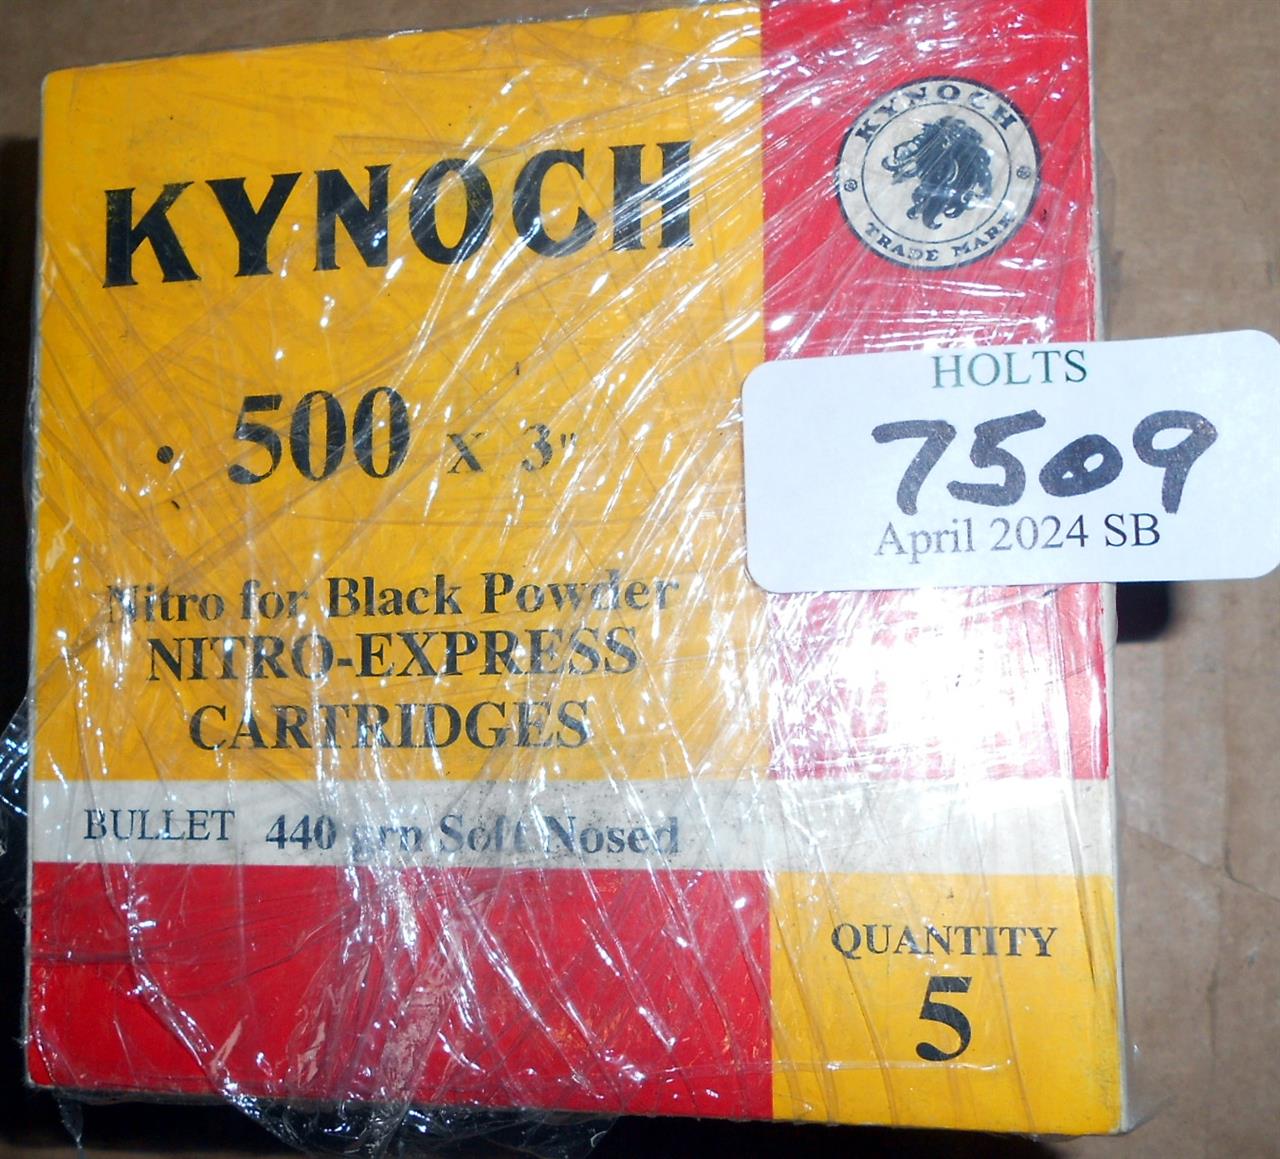 KYNOCH
KYNOCH
TRADE MARK
HOLTS
7509
April 2024 SB
.500 x 3"
Nitro for Black Powder
NITRO-EXPRESS
CARTRIDGES
BULLET 440 grn Soft Nosed
QUANTITY
5